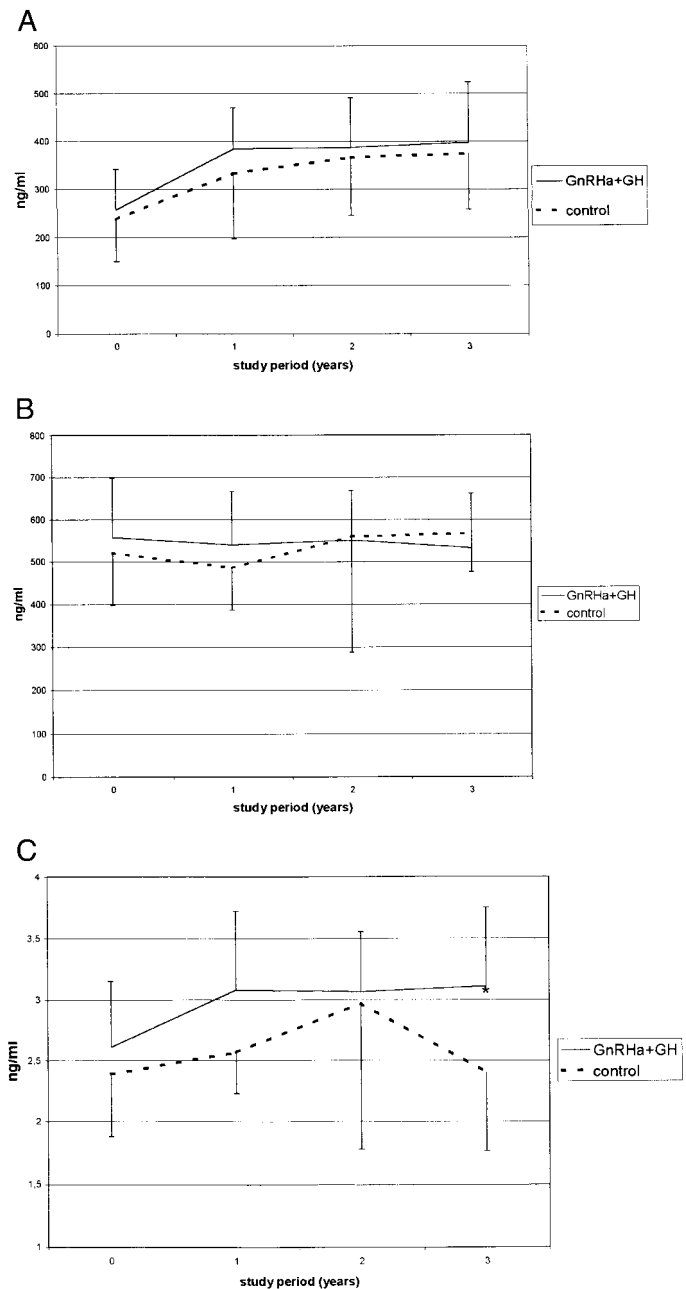 A
600
500
400
300
200
100
0
ng/ml
0 1 2 3
study period (years)
GnRHa+GH
control
B
800
700
600
500
400
300
200
100
0
ng/ml
0 1 2 3
study period (years)
GnRHa+GH
control
C
4
3.5
3
2.5
2
1.5
1
ng/ml
*
0 1 2 3
study period (years)
GnRHa+GH
control